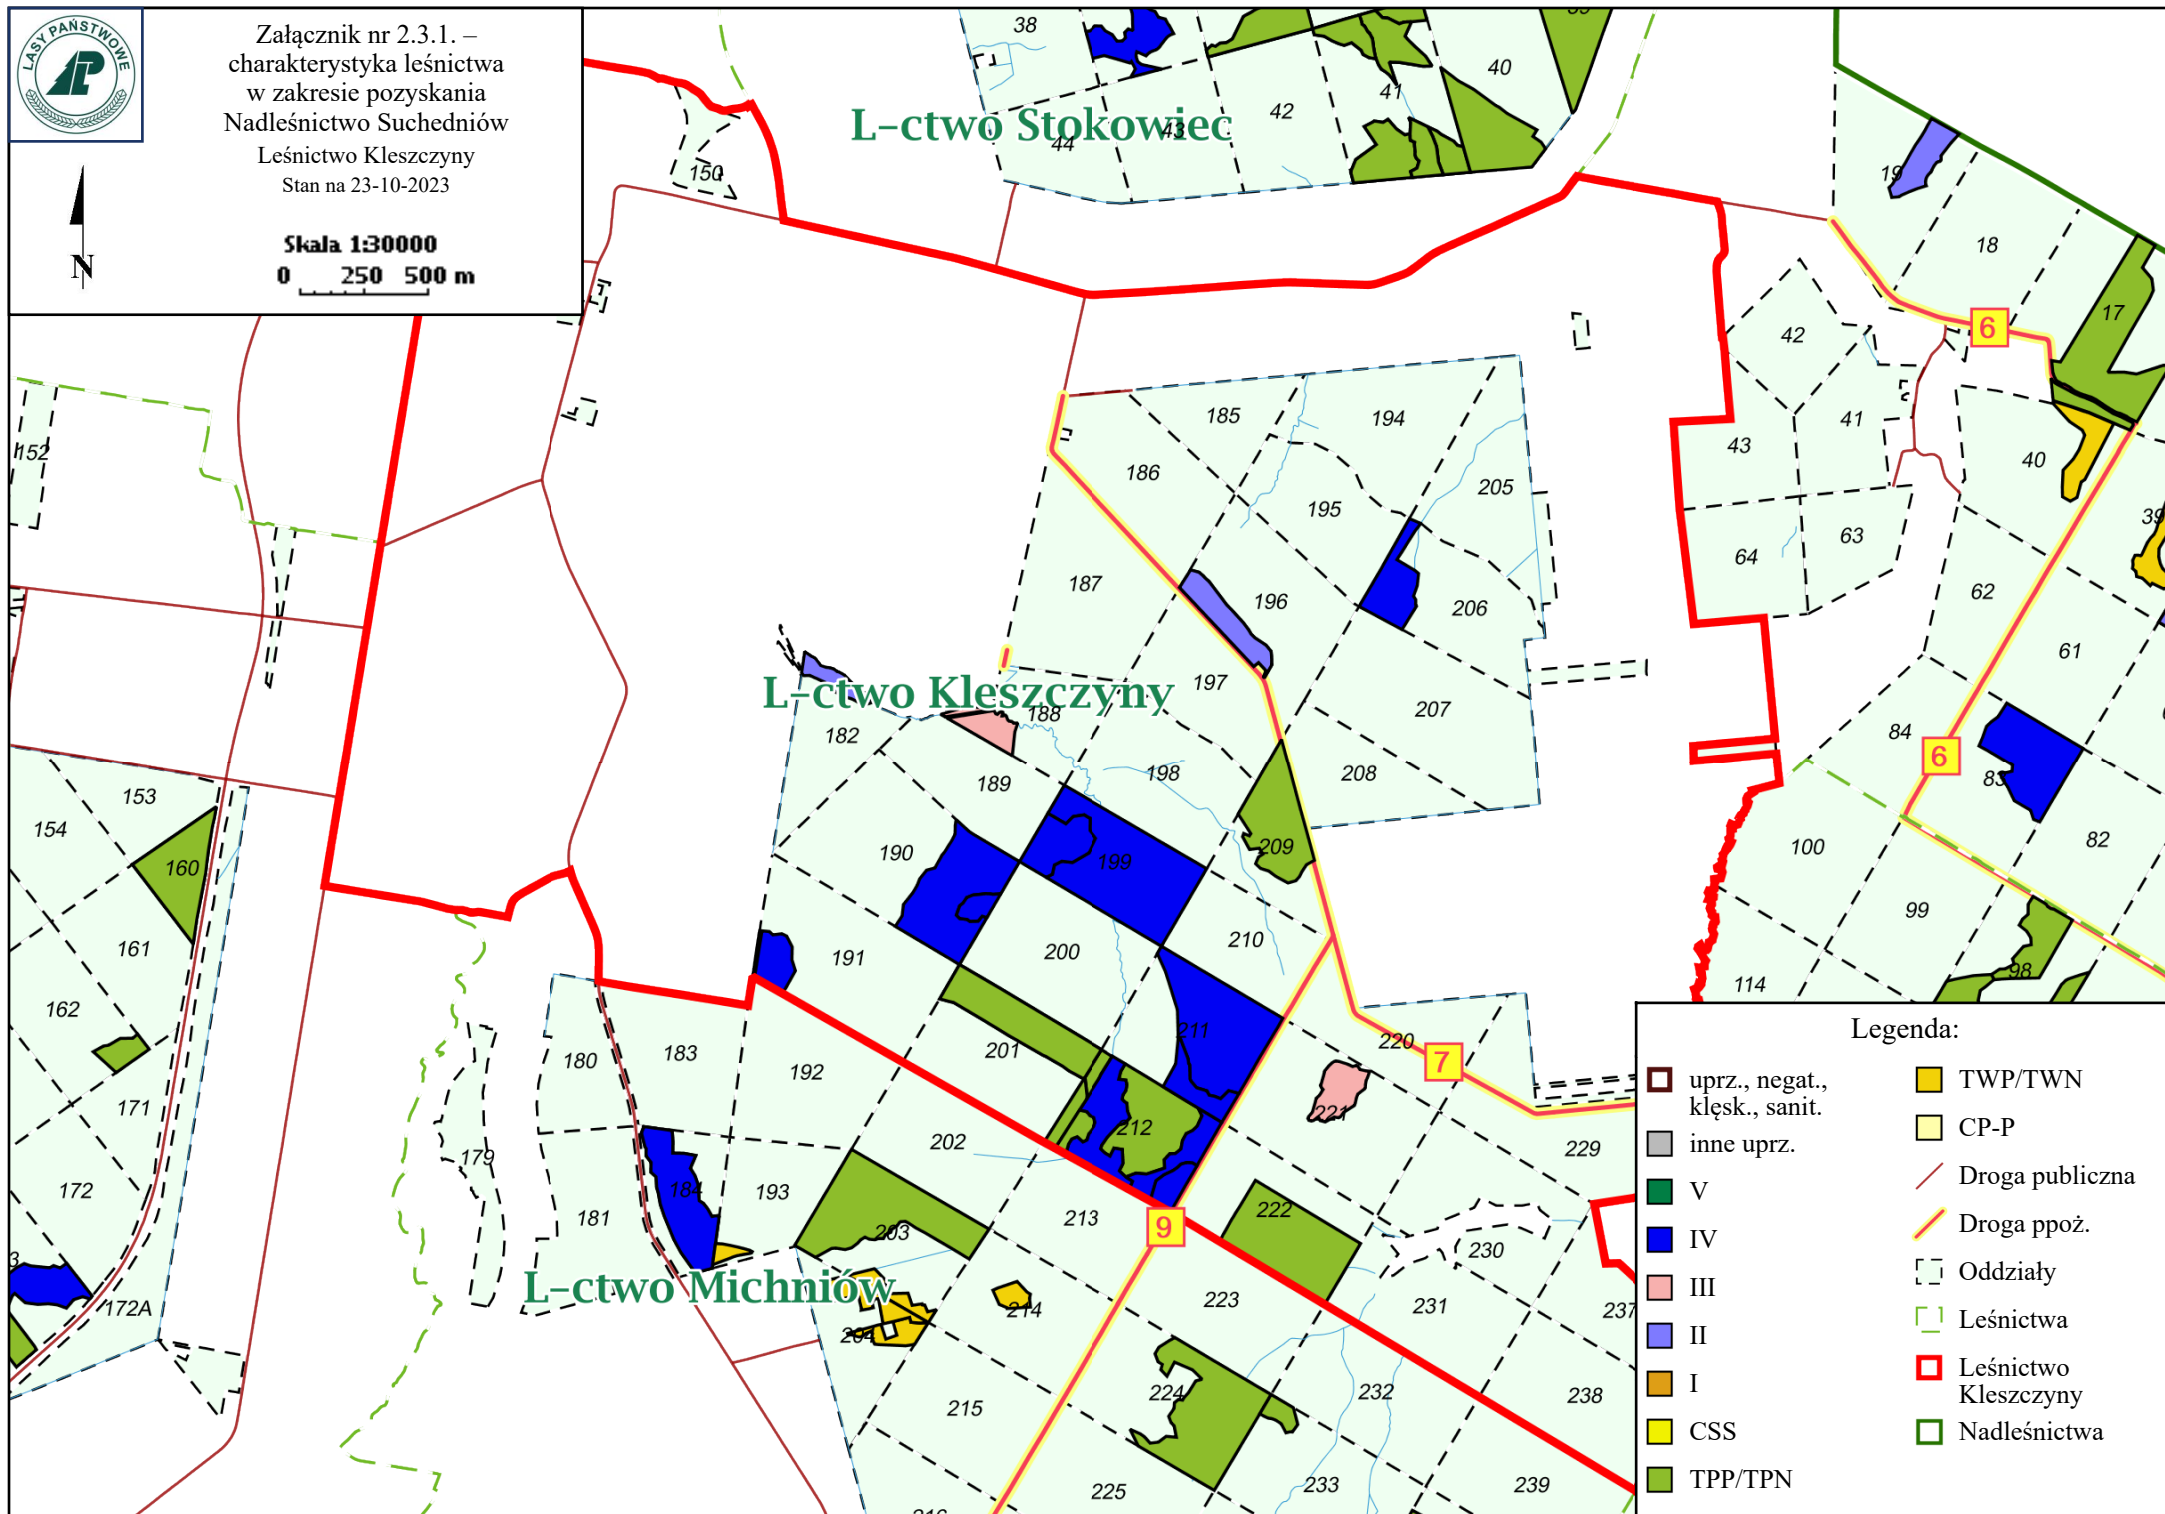 LASY PAŃSTWOWE
Załącznik nr 2.3.1. –
charakterystyka leśnictwa
w zakresie pozyskania
Nadleśnictwo Suchedniów
Leśnictwo Kleszczyny
Stan na 23-10-2023
N
Skala 1:30000
0 250 500 m
38
40
41
42
43
44
L-ctwo Stokowiec
150
19
18
17
6
42
41
43
40
39
64
63
62
61
152
185
194
186
195
205
187
196
206
197
207
L-ctwo Kleszczyny
188
182
189
198
208
84
6
83
82
153
154
160
190
199
209
100
99
98
161
191
200
210
114
162
211
220
7
180
183
192
201
221
171
179
202
212
229
172
181
184
193
203
213
9
222
230
172A
L-ctwo Michniów
204
214
223
231
237
215
224
232
238
225
233
239
Legenda:
uprz., negat.,
klęsk., sanit.
inne uprz.
V
IV
III
II
I
CSS
TPP/TPN
TWP/TWN
CP-P
Droga publiczna
Droga ppoż.
Oddziały
Leśnictwa
Leśnictwo
Kleszczyny
Nadleśnictwa